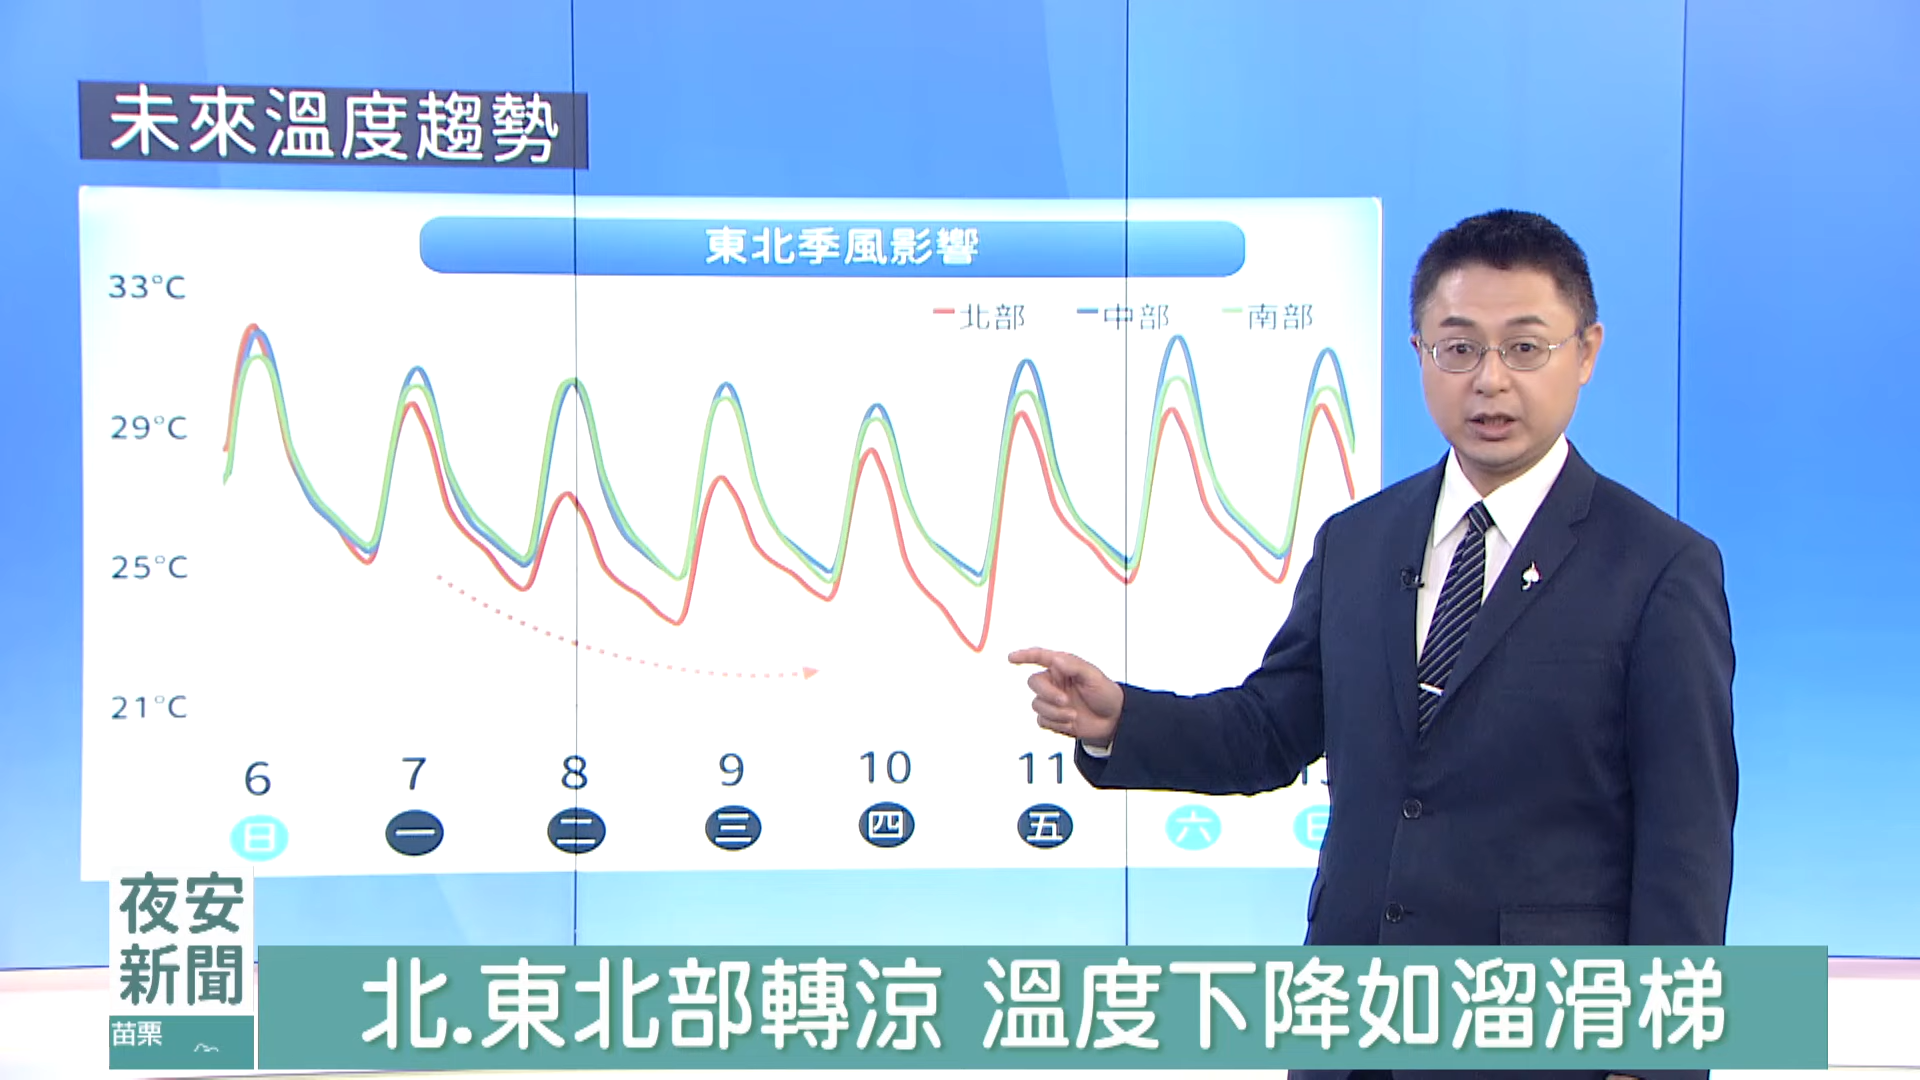 未來溫度趨勢
東北季風影響
33°C
北部 中部 南部
29°C
25°C
21°C
6 7 8 9 10 11
日 一 二 三 四 五 六
夜安
新聞
苗栗
北.東北部轉涼 溫度下降如溜滑梯